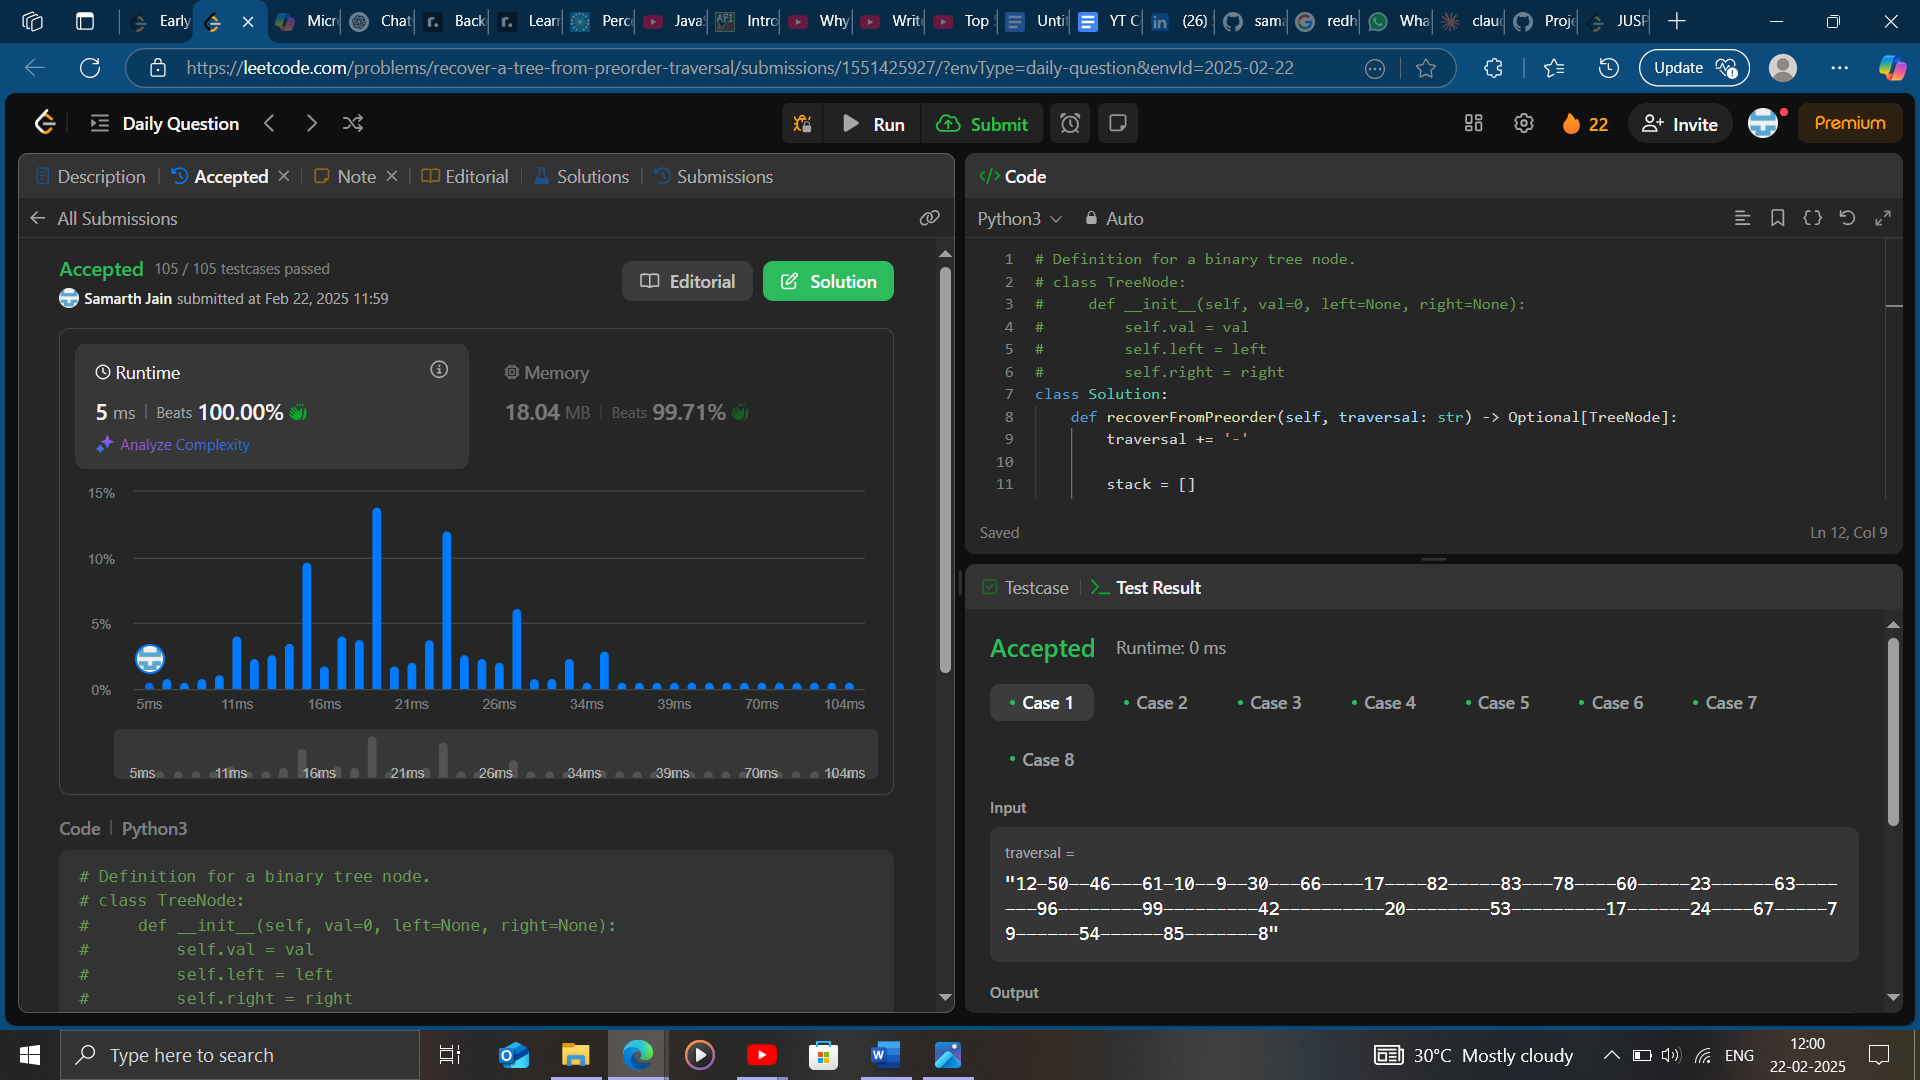 Early
Micr
Chat
Back
Lear
Perc
Java
Intro
Why
Write
Top
Unti
YT C
(26)
sama
redh
Wha
clau
Proje
JUSP
https://leetcode.com/problems/recover-a-tree-from-preorder-traversal/submissions/1551425927/?envType=daily-question&envId=2025-02-22
Update
Daily Question
Run
Submit
22
Invite
Premium
Description
Accepted
Note
Editorial
Solutions
Submissions
All Submissions
Accepted 105 / 105 testcases passed
Samarth Jain submitted at Feb 22, 2025 11:59
Editorial
Solution
Runtime
5 ms | Beats 100.00%
Analyze Complexity
Memory
18.04 MB | Beats 99.71%
15%
10%
5%
0%
5ms 11ms 16ms 21ms 26ms 34ms 39ms 70ms 104ms
5ms 11ms 16ms 21ms 26ms 34ms 39ms 70ms 104ms
Code | Python3
# Definition for a binary tree node.
# class TreeNode:
#     def __init__(self, val=0, left=None, right=None):
#         self.val = val
#         self.left = left
#         self.right = right
</> Code
Python3
Auto
1 # Definition for a binary tree node.
2 # class TreeNode:
3 #     def __init__(self, val=0, left=None, right=None):
4 #         self.val = val
5 #         self.left = left
6 #         self.right = right
7 class Solution:
8     def recoverFromPreorder(self, traversal: str) -> Optional[TreeNode]:
9         traversal += '-'
10
11         stack = []
Saved
Ln 12, Col 9
Testcase
Test Result
Accepted Runtime: 0 ms
Case 1
Case 2
Case 3
Case 4
Case 5
Case 6
Case 7
Case 8
Input
traversal =
"12-50--46---61-10--9--30---66----17----82-----83---78----60-----23------63----
---96--------99---------42----------20--------53---------17------24----67-----7
9------54------85-------8"
Output
Type here to search
30°C Mostly cloudy
ENG
12:00
22-02-2025